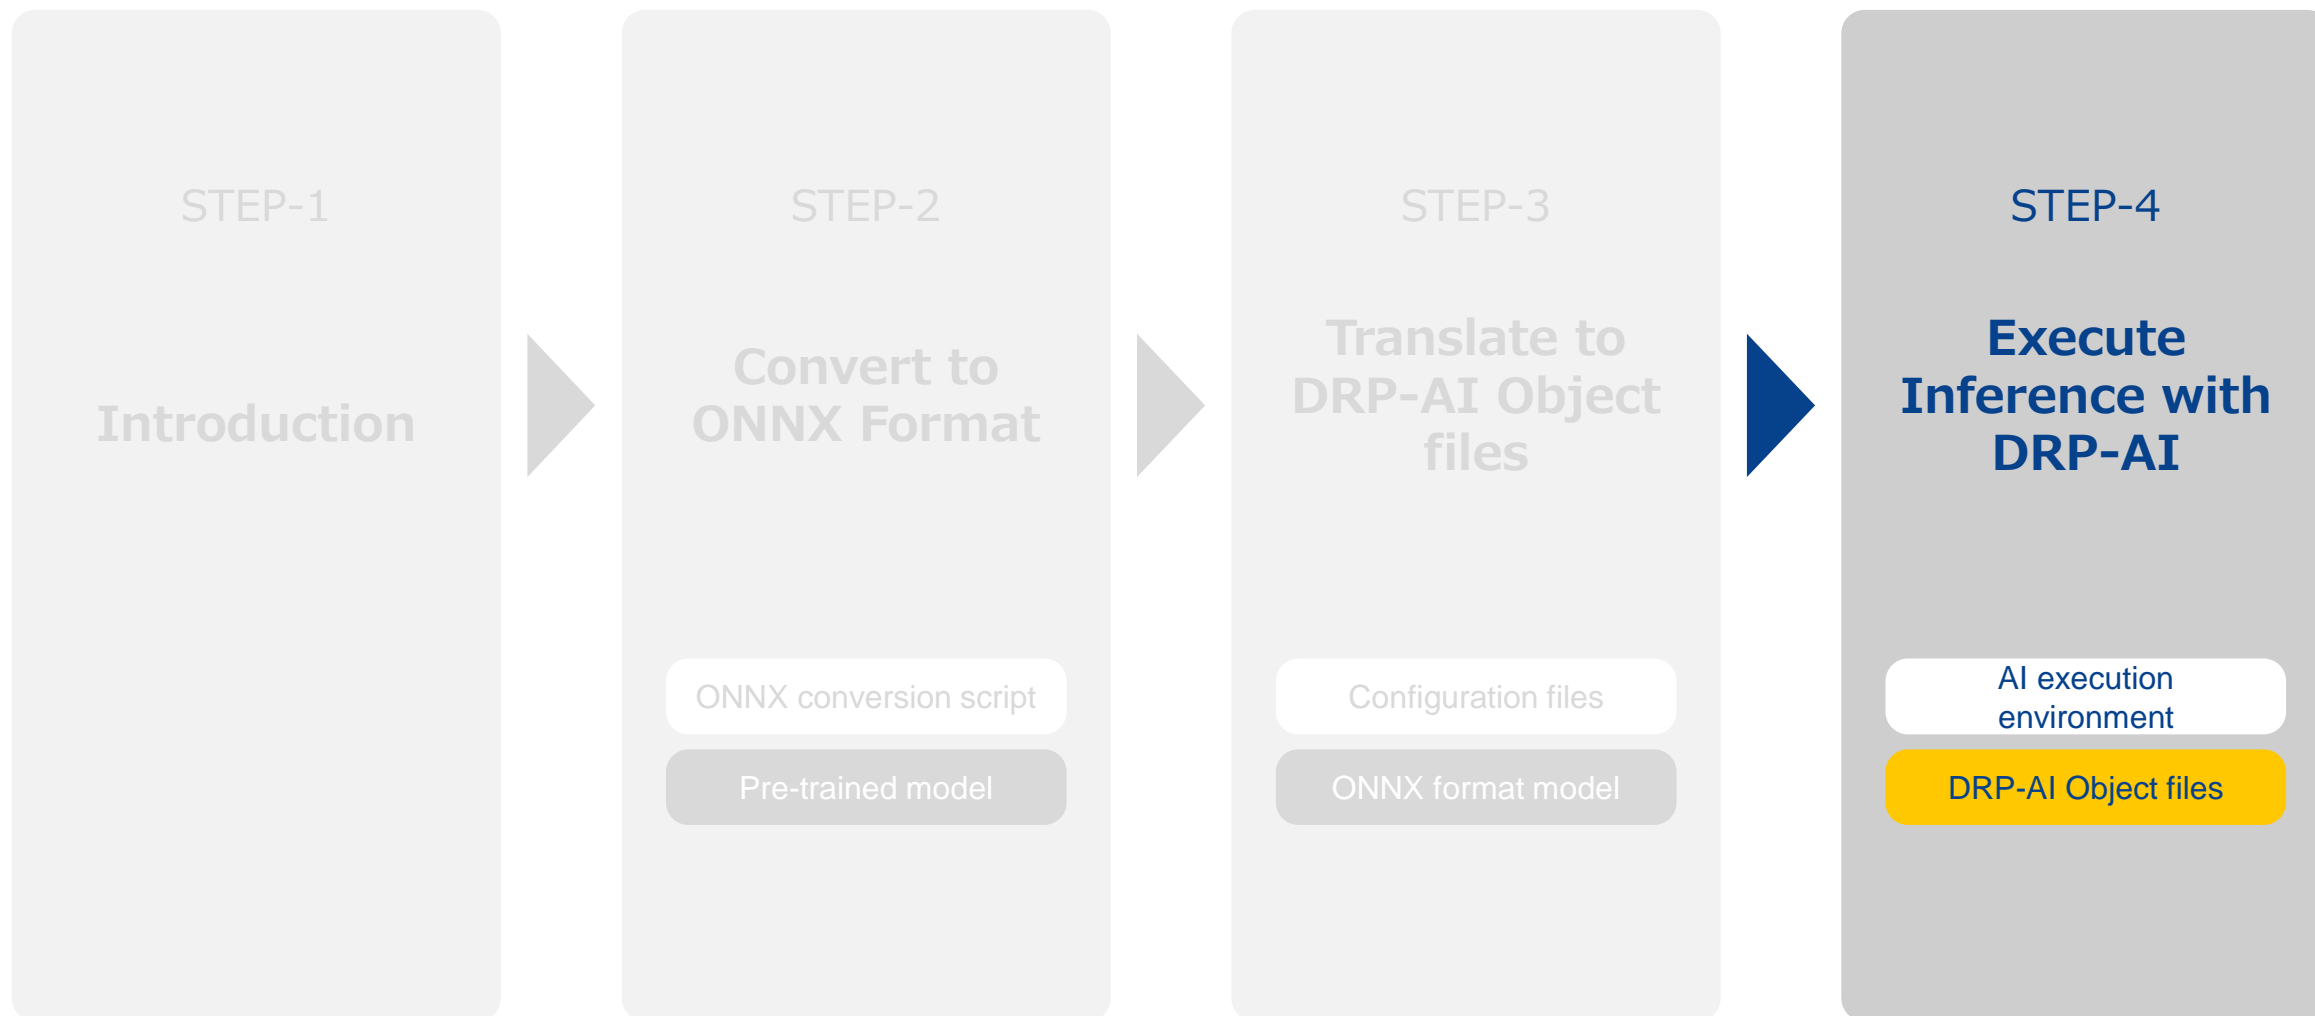 STEP-1
Introduction
STEP-2
Convert to
ONNX Format
ONNX conversion script
Pre-trained model
STEP-3
Translate to
DRP-AI Object
files
Configuration files
ONNX format model
STEP-4
Execute
Inference with
DRP-AI
AI execution
environment
DRP-AI Object files